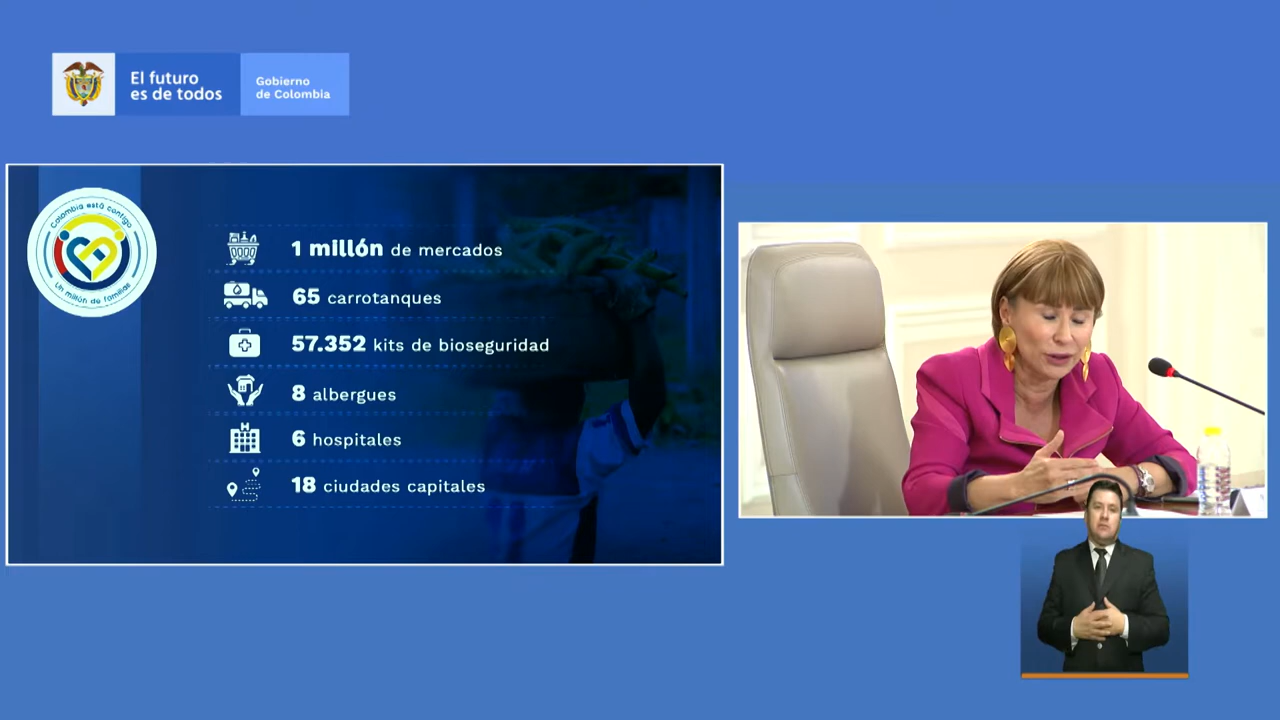 El futuro
es de todos
Gobierno
de Colombia
Colombia está contigo
Un millón de familias
1 millón de mercados
65 carrotanques
57.352 kits de bioseguridad
8 albergues
6 hospitales
18 ciudades capitales